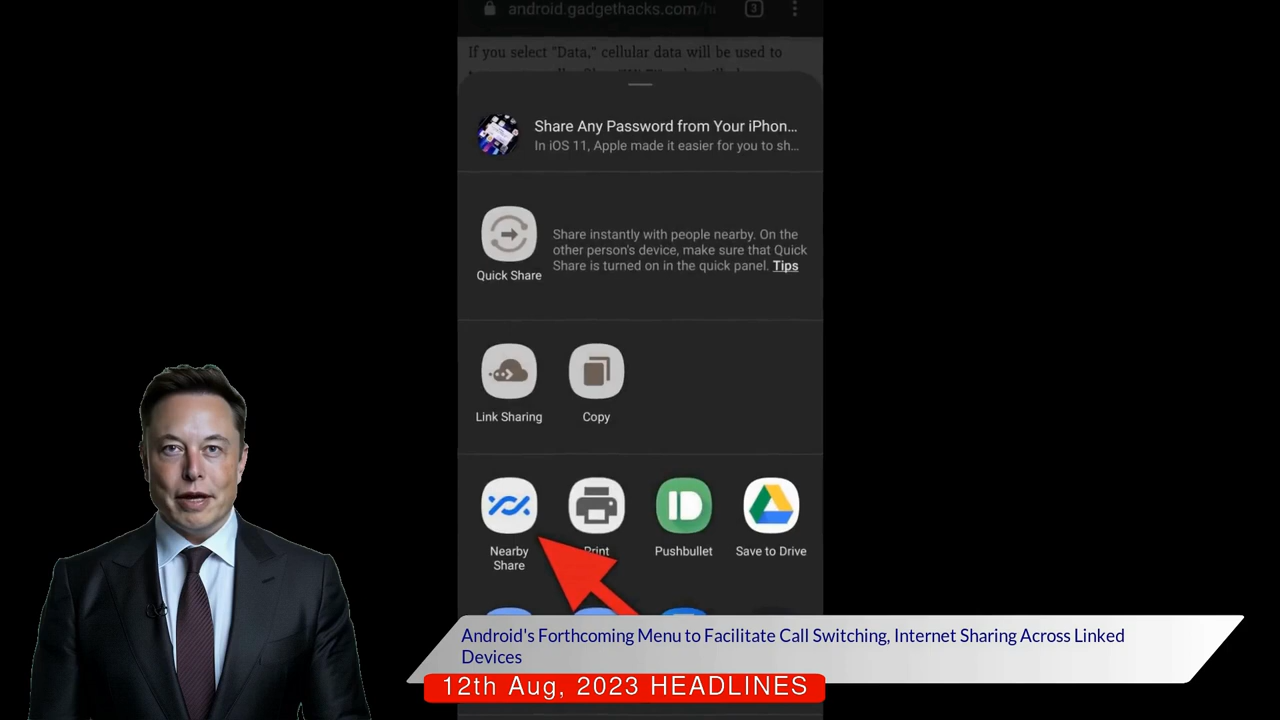 android.gadgethacks.com/h
3
If you select "Data," cellular data will be used to
Share Any Password from Your iPhon...
In iOS 11, Apple made it easier for you to sh...
Share instantly with people nearby. On the
other person's device, make sure that Quick
Share is turned on in the quick panel. Tips
Quick Share
Link Sharing
Copy
Nearby
Share
Print
Pushbullet
Save to Drive
Android's Forthcoming Menu to Facilitate Call Switching, Internet Sharing Across Linked
Devices
12th Aug, 2023 HEADLINES